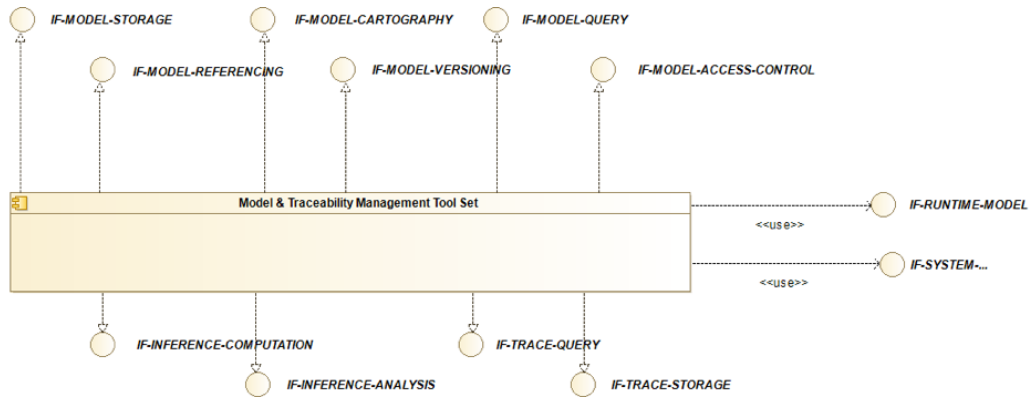 IF-MODEL-STORAGE
IF-MODEL-CARTOGRAPHY
IF-MODEL-QUERY
IF-MODEL-REFERENCING
IF-MODEL-VERSIONING
IF-MODEL-ACCESS-CONTROL
Model & Traceability Management Tool Set
IF-RUNTIME-MODEL
<<use>>
IF-SYSTEM-...
<<use>>
IF-INFERENCE-COMPUTATION
IF-TRACE-QUERY
IF-INFERENCE-ANALYSIS
IF-TRACE-STORAGE